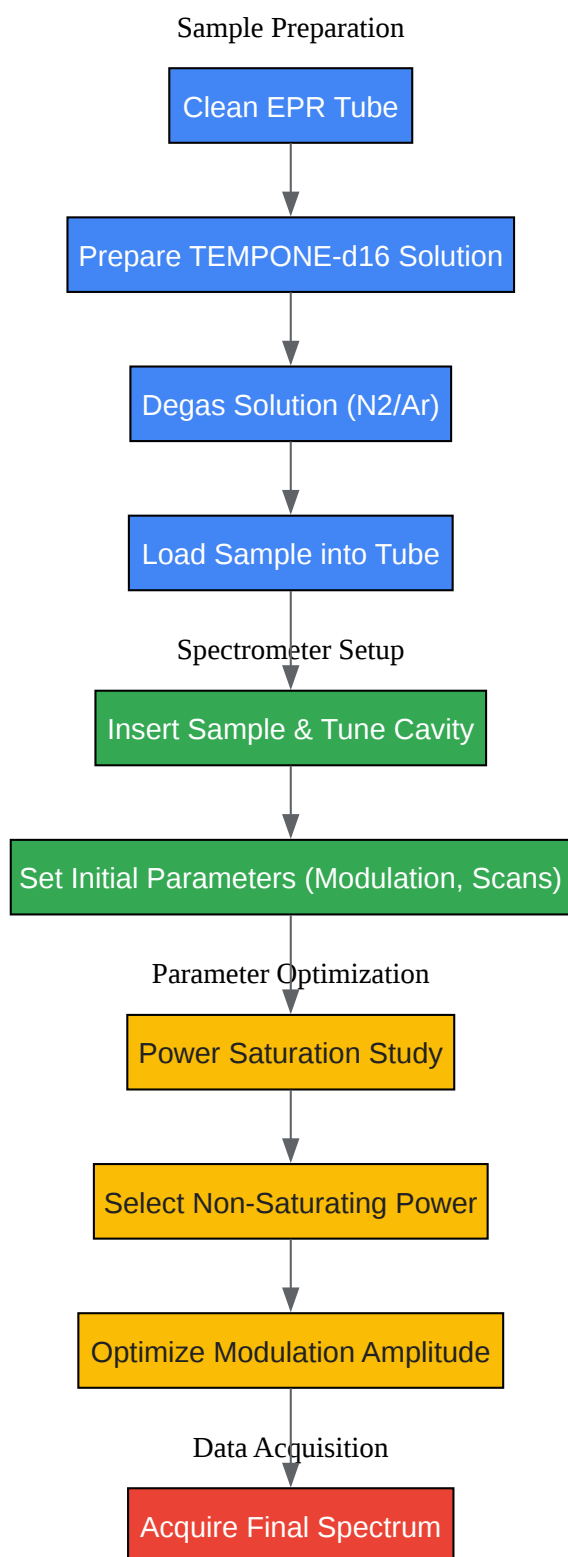 Sample Preparation
Clean EPR Tube
Prepare TEMPONE-d16 Solution
Degas Solution (N2/Ar)
Load Sample into Tube
Spectrometer Setup
Insert Sample & Tune Cavity
Set Initial Parameters (Modulation, Scans)
Parameter Optimization
Power Saturation Study
Select Non-Saturating Power
Optimize Modulation Amplitude
Data Acquisition
Acquire Final Spectrum